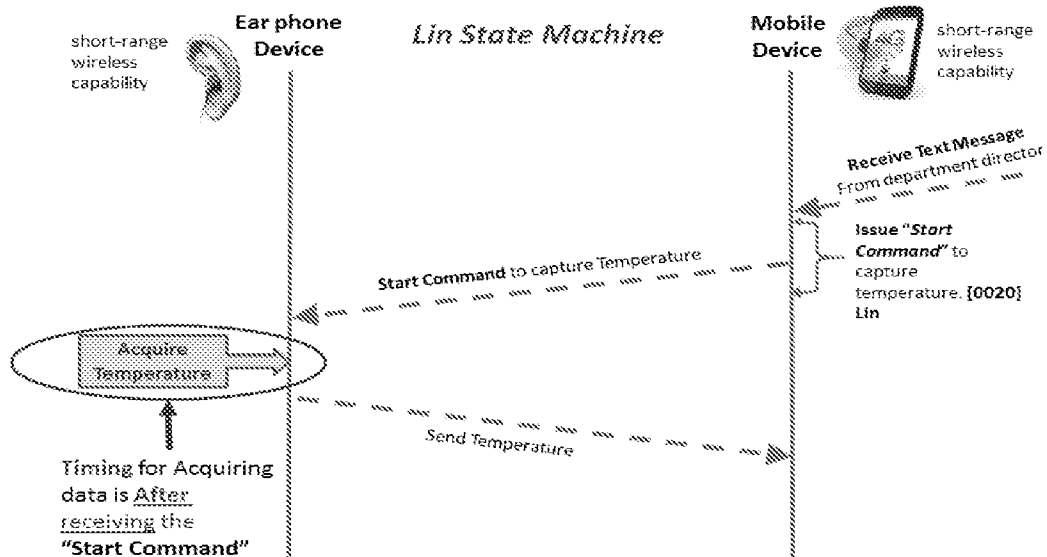 Lin State Machine
short-range
wireless
capability
Ear phone
Device
Mobile
Device
short-range
wireless
capability
Receive Text Message
From department director
Issue "Start
Command" to
capture
temperature. [0020]
Lin
Start Command to capture Temperature
Acquire
Temperature
Send Temperature
Timing for Acquiring
data is After
receiving the
"Start Command"